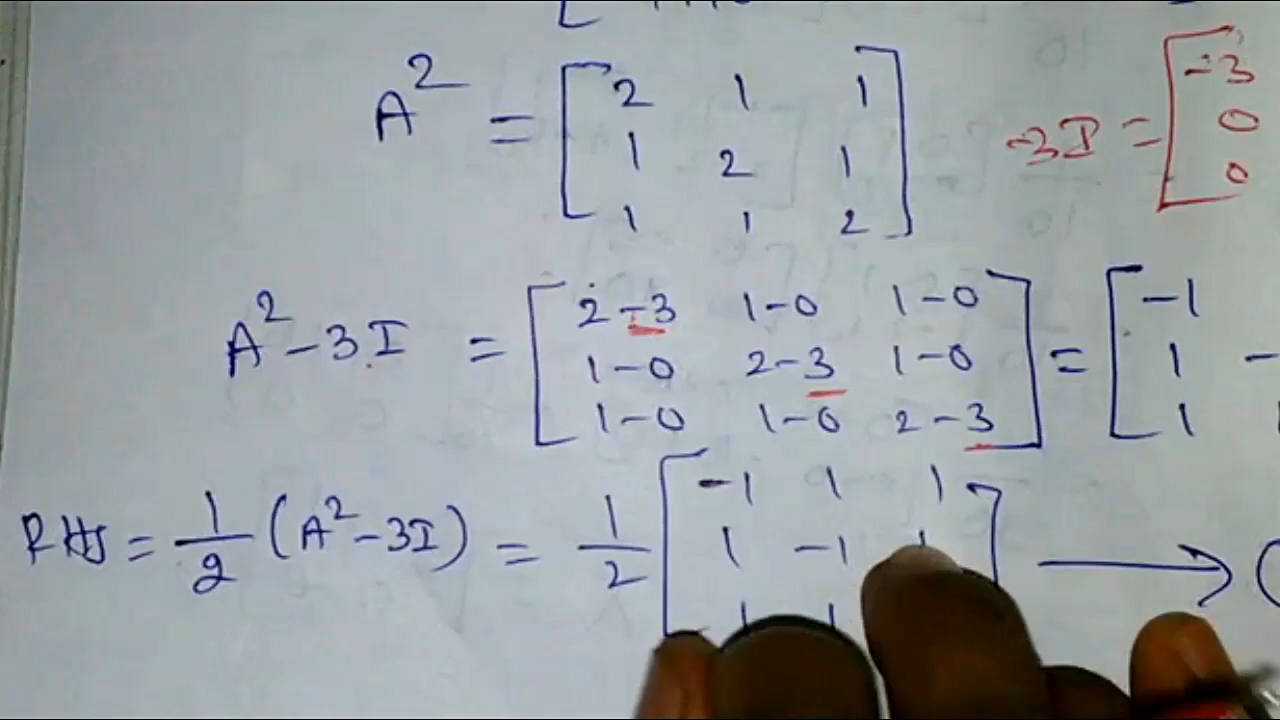 A² = [ 2 1 1
1 2 1
1 1 2 ]
-3I = [ -3
0
0
A² - 3I = [ 2-3 1-0 1-0
1-0 2-3 1-0
1-0 1-0 2-3 ] = [ -1
1 -
1
RHS = 1/2 (A² - 3I) = 1/2 [ -1 1 1
1 -1 1
1 1 ] → (